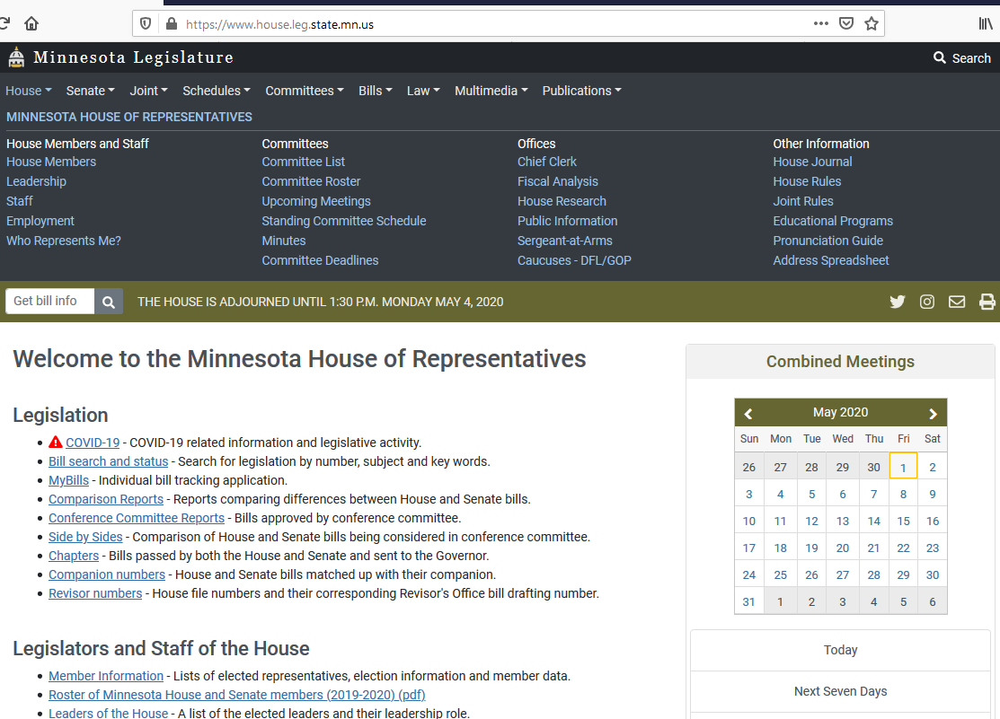 https://www.house.leg.state.mn.us
Minnesota Legislature
Search
House Senate Joint Schedules Committees Bills Law Multimedia Publications
MINNESOTA HOUSE OF REPRESENTATIVES
House Members and Staff
House Members
Leadership
Staff
Employment
Who Represents Me?
Committees
Committee List
Committee Roster
Upcoming Meetings
Standing Committee Schedule
Minutes
Committee Deadlines
Offices
Chief Clerk
Fiscal Analysis
House Research
Public Information
Sergeant-at-Arms
Caucuses - DFL/GOP
Other Information
House Journal
House Rules
Joint Rules
Educational Programs
Pronunciation Guide
Address Spreadsheet
Get bill info
THE HOUSE IS ADJOURNED UNTIL 1:30 P.M. MONDAY MAY 4, 2020
Welcome to the Minnesota House of Representatives
Legislation
• COVID-19 - COVID-19 related information and legislative activity.
• Bill search and status - Search for legislation by number, subject and key words.
• MyBills - Individual bill tracking application.
• Comparison Reports - Reports comparing differences between House and Senate bills.
• Conference Committee Reports - Bills approved by conference committee.
• Side by Sides - Comparison of House and Senate bills being considered in conference committee.
• Chapters - Bills passed by both the House and Senate and sent to the Governor.
• Companion numbers - House and Senate bills matched up with their companion.
• Revisor numbers - House file numbers and their corresponding Revisor's Office bill drafting number.
Legislators and Staff of the House
• Member Information - Lists of elected representatives, election information and member data.
• Roster of Minnesota House and Senate members (2019-2020) (pdf)
• Leaders of the House - A list of the elected leaders and their leadership role.
Combined Meetings
May 2020
Sun Mon Tue Wed Thu Fri Sat
26 27 28 29 30 1 2
3 4 5 6 7 8 9
10 11 12 13 14 15 16
17 18 19 20 21 22 23
24 25 26 27 28 29 30
31 1 2 3 4 5 6
Today
Next Seven Days